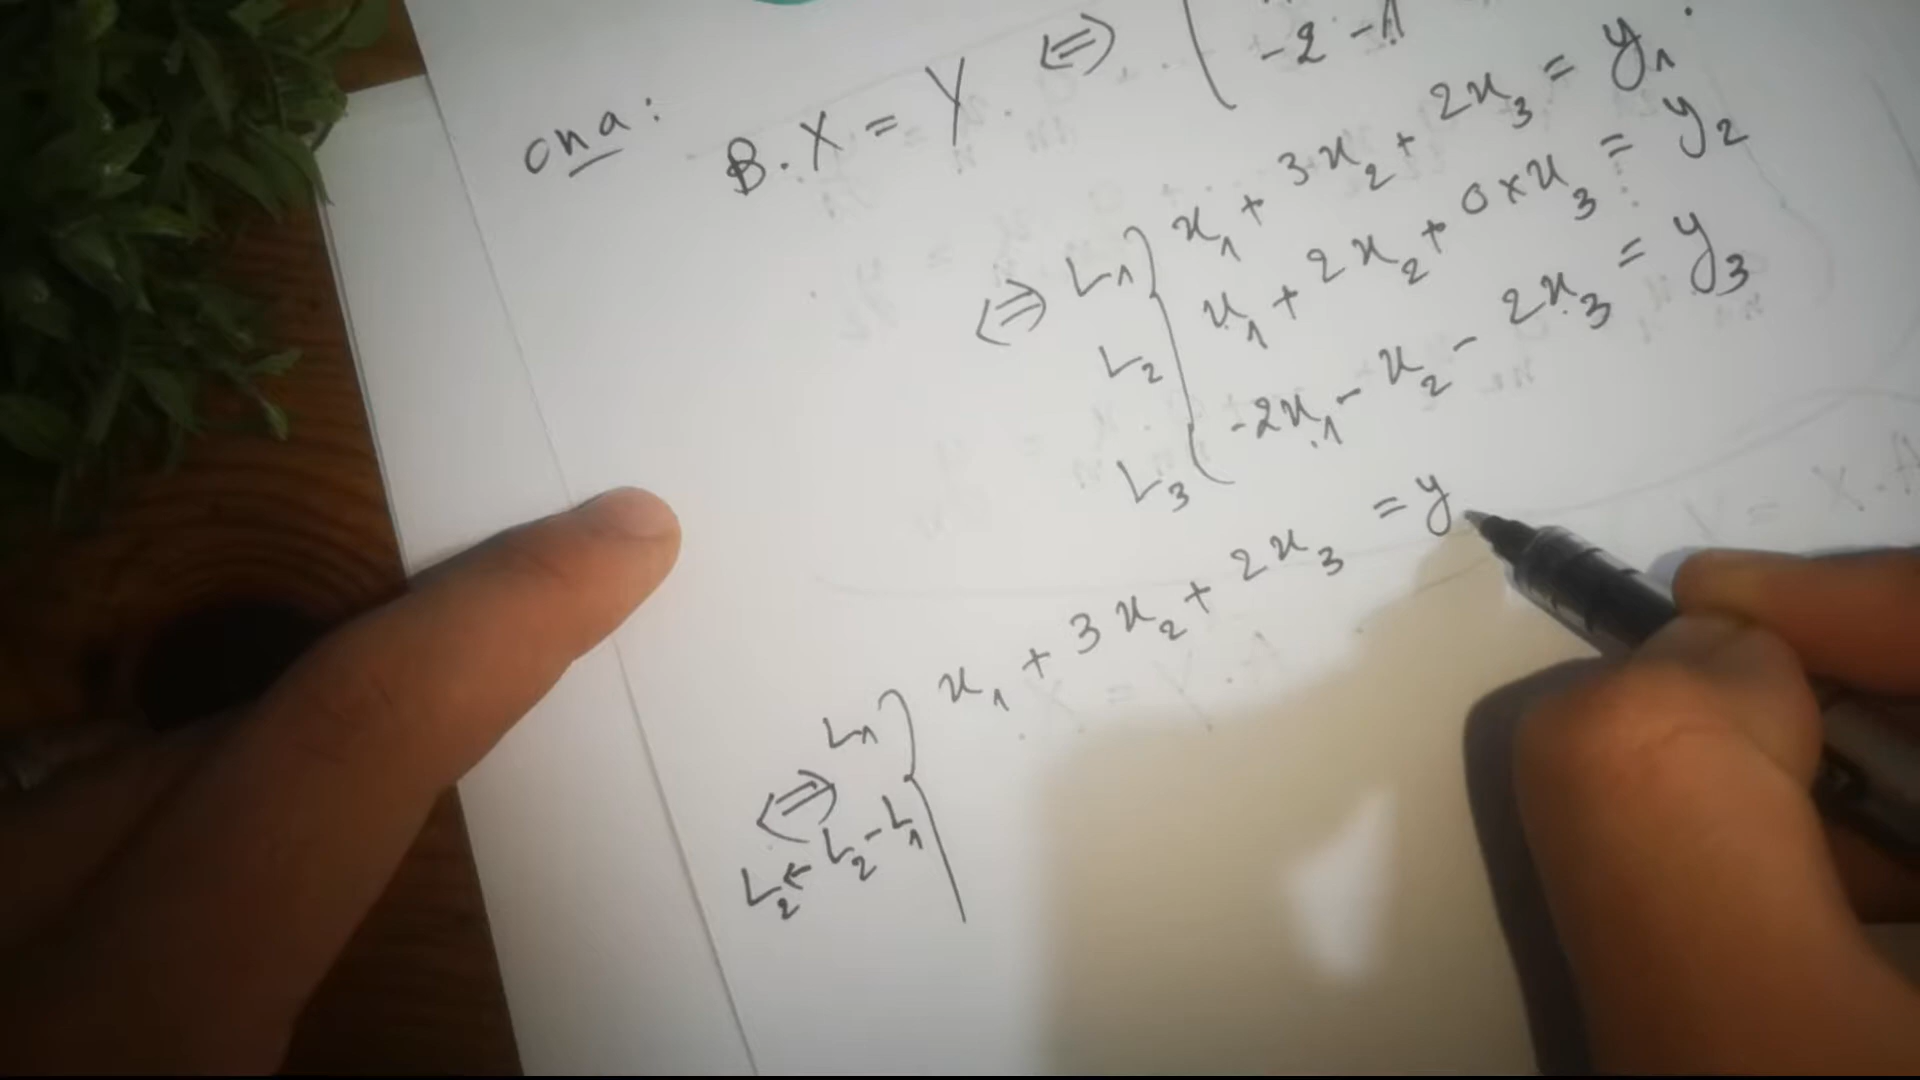 on a : B . X = Y ⟺ ( -2 -1
⟺ L₁ { x₁ + 3x₂ + 2x₃ = y₁
L₂ x₁ + 2x₂ + 0×x₃ = y₂
L₃ -2x₁ - x₂ - 2x₃ = y₃
L₁ { x₁ + 3x₂ + 2x₃ = y
⟺
L₂ ← L₂ - L₁